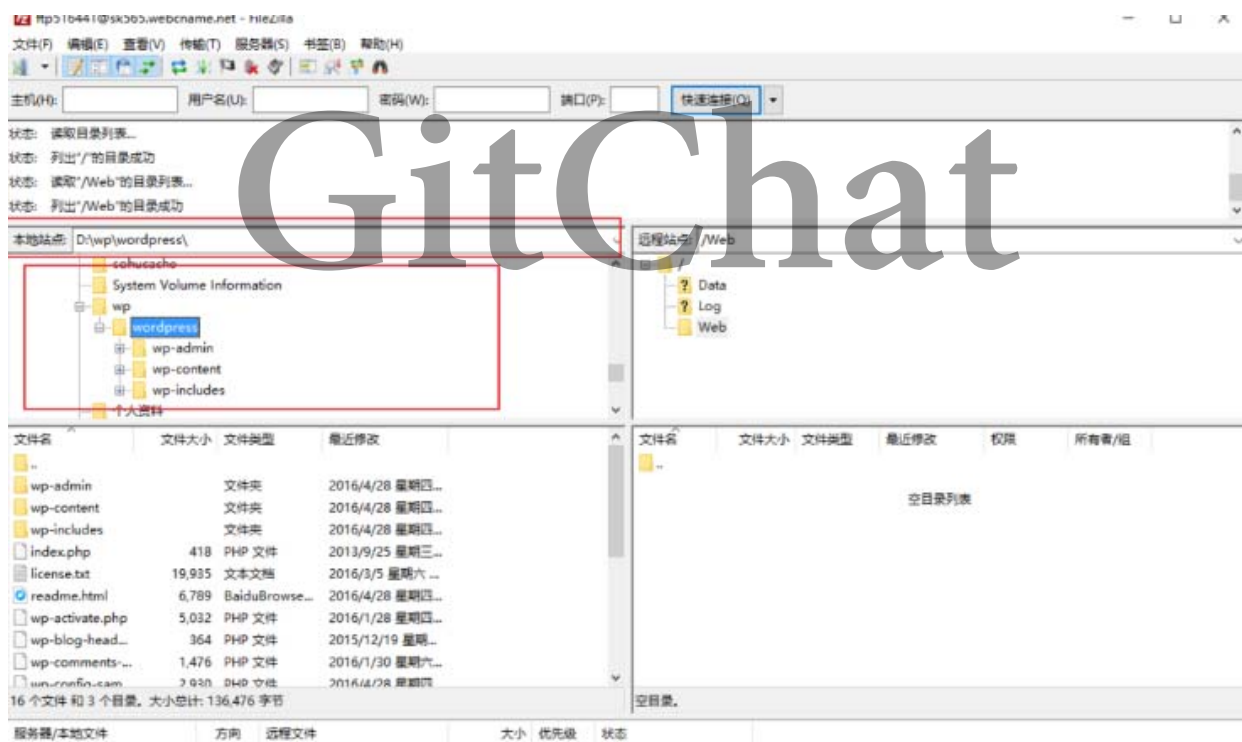 ftp516441@sk565.webcname.net - FileZilla
文件(F) 编辑(E) 查看(V) 传输(T) 服务器(S) 书签(B) 帮助(H)
主机(H): 用户名(U): 密码(W): 端口(P): 快速连接(Q)
状态: 读取目录列表...
状态: 列出"/"的目录成功
状态: 读取"/Web"的目录列表...
状态: 列出"/Web"的目录成功
GitChat
本地站点: D:\wp\wordpress\
sohucache
System Volume Information
wp
wordpress
wp-admin
wp-content
wp-includes
个人资料
远程站点: /Web
/
? Data
? Log
Web
文件名 文件大小 文件类型 最近修改
..
wp-admin 文件夹 2016/4/28 星期四...
wp-content 文件夹 2016/4/28 星期四...
wp-includes 文件夹 2016/4/28 星期四...
index.php 418 PHP 文件 2013/9/25 星期三...
license.txt 19,935 文本文档 2016/3/5 星期六 ...
readme.html 6,789 BaiduBrowse... 2016/4/28 星期四...
wp-activate.php 5,032 PHP 文件 2016/1/28 星期四...
wp-blog-head... 364 PHP 文件 2015/12/19 星期...
wp-comments-... 1,476 PHP 文件 2016/1/30 星期六...
wp-config-sam 2,930 PHP 文件 2016/4/28 星期四
16 个文件 和 3 个目录。大小总计: 136,476 字节
文件名 文件大小 文件类型 最近修改 权限 所有者/组
..
空目录列表
空目录。
服务器/本地文件 方向 远程文件 大小 优先级 状态